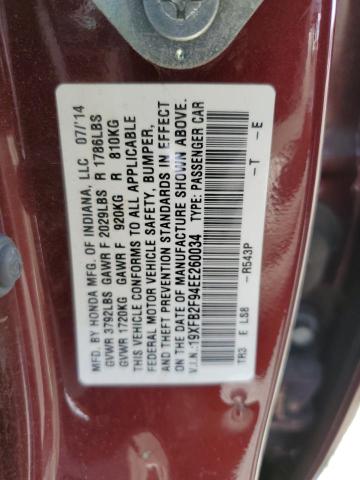 MFD. BY HONDA MFG. OF INDIANA, LLC 07/'14
GVWR 3792LBS GAWR F 2029LBS R 1786LBS
GVWR 1720KG GAWR F 920KG R 810KG
THIS VEHICLE CONFORMS TO ALL APPLICABLE
FEDERAL MOTOR VEHICLE SAFETY, BUMPER,
AND THEFT PREVENTION STANDARDS IN EFFECT
ON THE DATE OF MANUFACTURE SHOWN ABOVE.
V.I.N.:19XFB2F94EE260034 TYPE: PASSENGER CAR
-R543P -T -E
TR3 E LS8